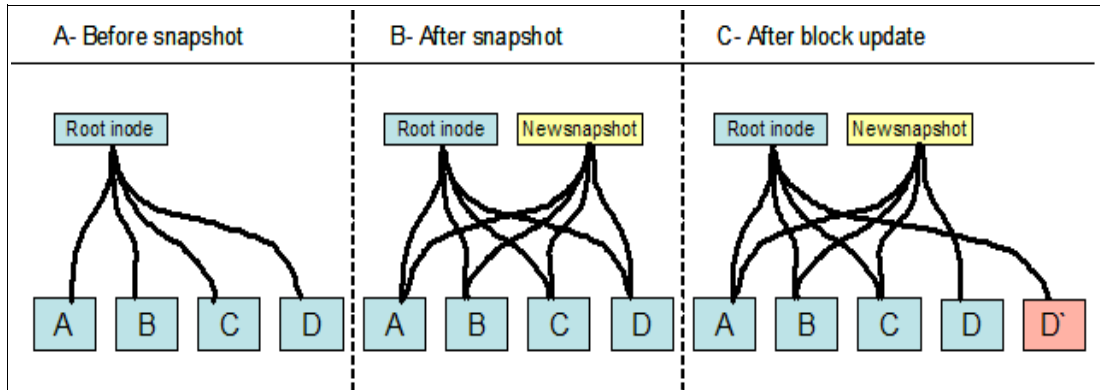 A- Before snapshot
B- After snapshot
C- After block update
Root inode
Root inode
Newsnapshot
Root inode
Newsnapshot
A B C D
A B C D
A B C D D`